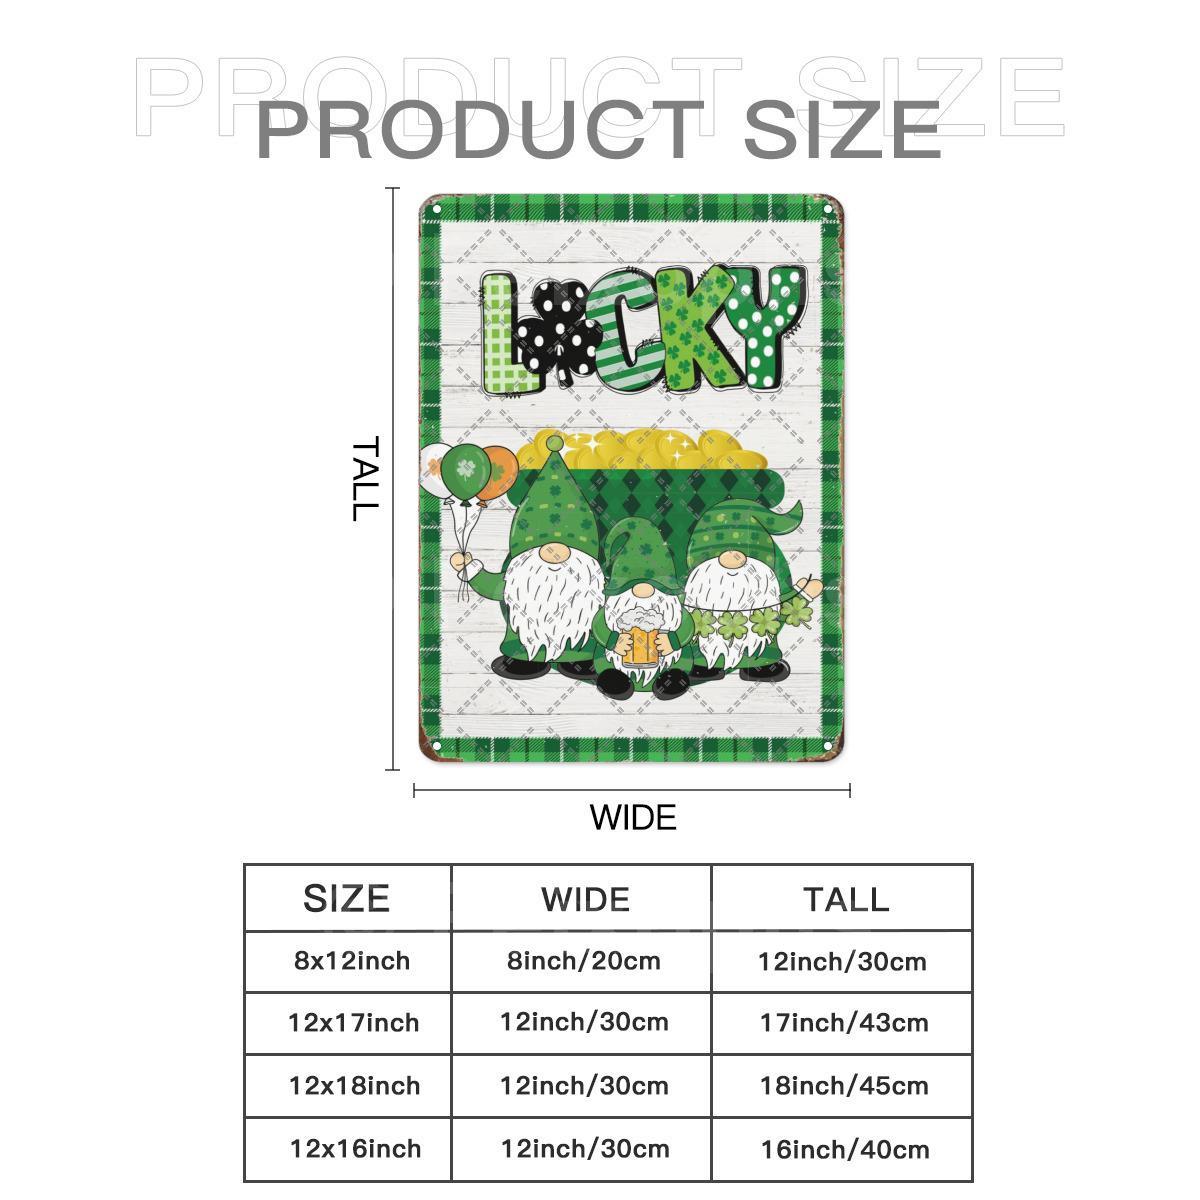 PRODUCT SIZE
PRODUCT SIZE
LUCKY
TALL
WIDE
SIZE WIDE TALL
8x12inch 8inch/20cm 12inch/30cm
12x17inch 12inch/30cm 17inch/43cm
12x18inch 12inch/30cm 18inch/45cm
12x16inch 12inch/30cm 16inch/40cm